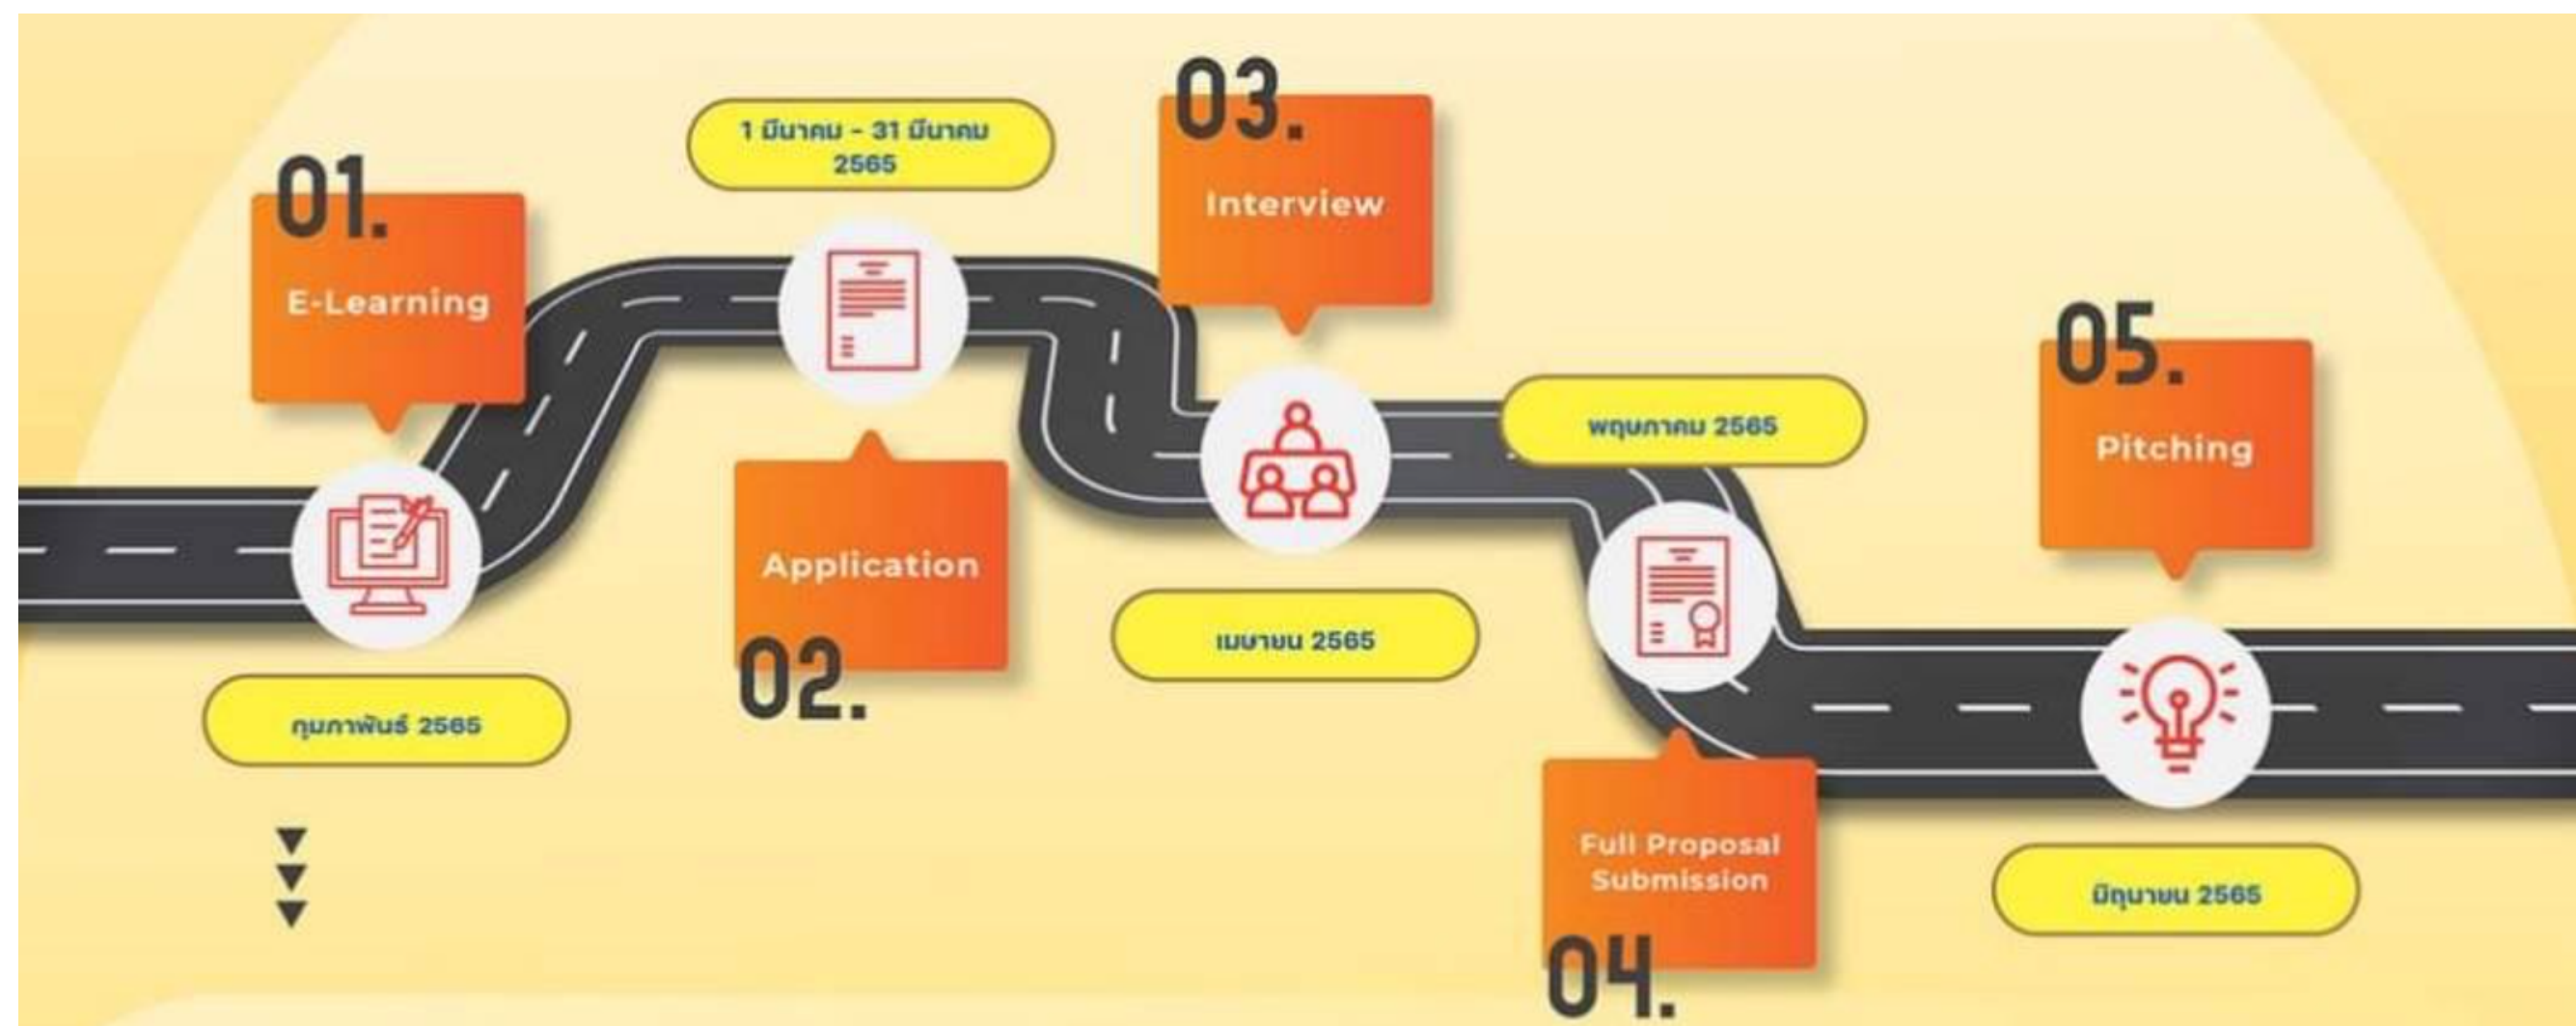 01.
E-Learning
กุมภาพันธ์ 2565
1 มีนาคม - 31 มีนาคม
2565
Application
02.
03.
Interview
เมษายน 2565
พฤษภาคม 2565
Full Proposal
Submission
04.
05.
Pitching
มิถุนายน 2565